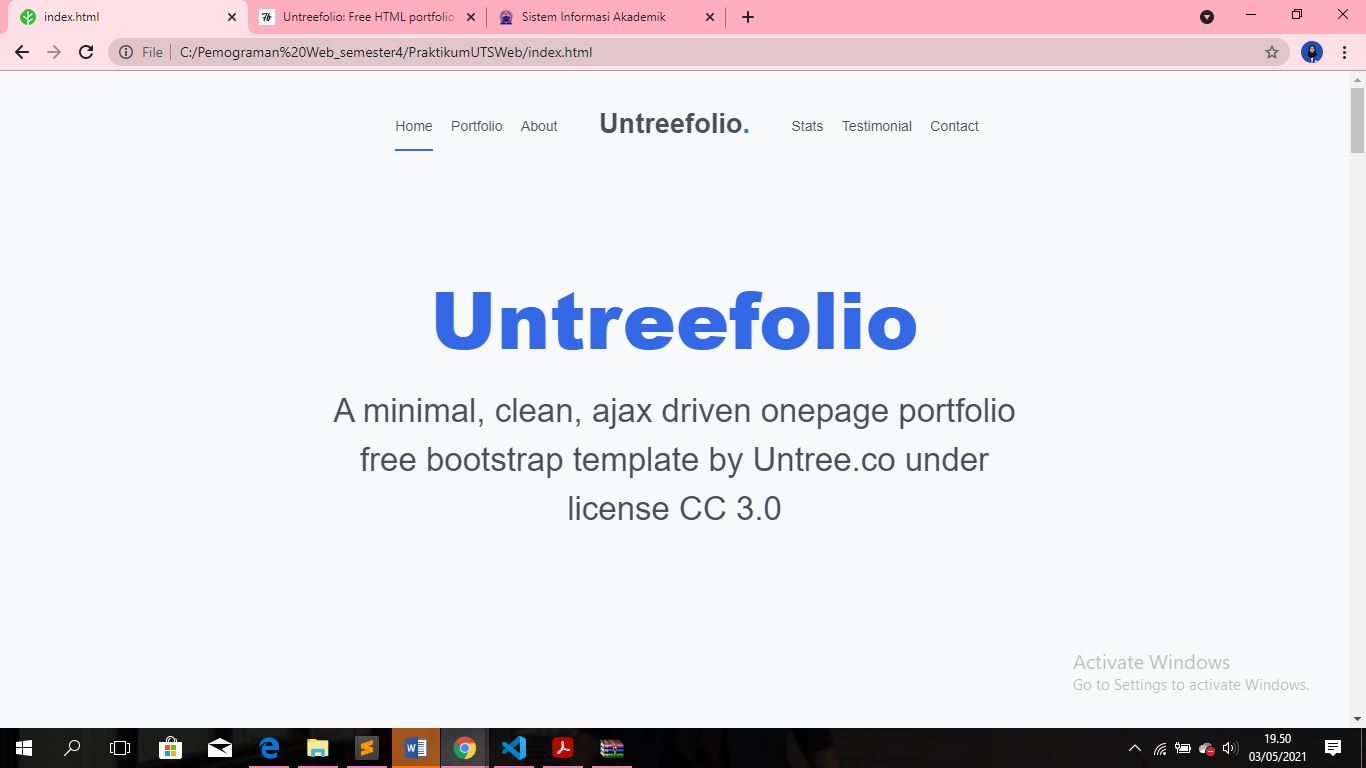 index.html
Untreefolio: Free HTML portfolio
Sistem Informasi Akademik
File
C:/Pemograman%20Web_semester4/PraktikumUTSWeb/index.html
Home Portfolio About Untreefolio. Stats Testimonial Contact
Untreefolio
A minimal, clean, ajax driven onepage portfolio
free bootstrap template by Untree.co under
license CC 3.0
Activate Windows
Go to Settings to activate Windows.
19.50
03/05/2021